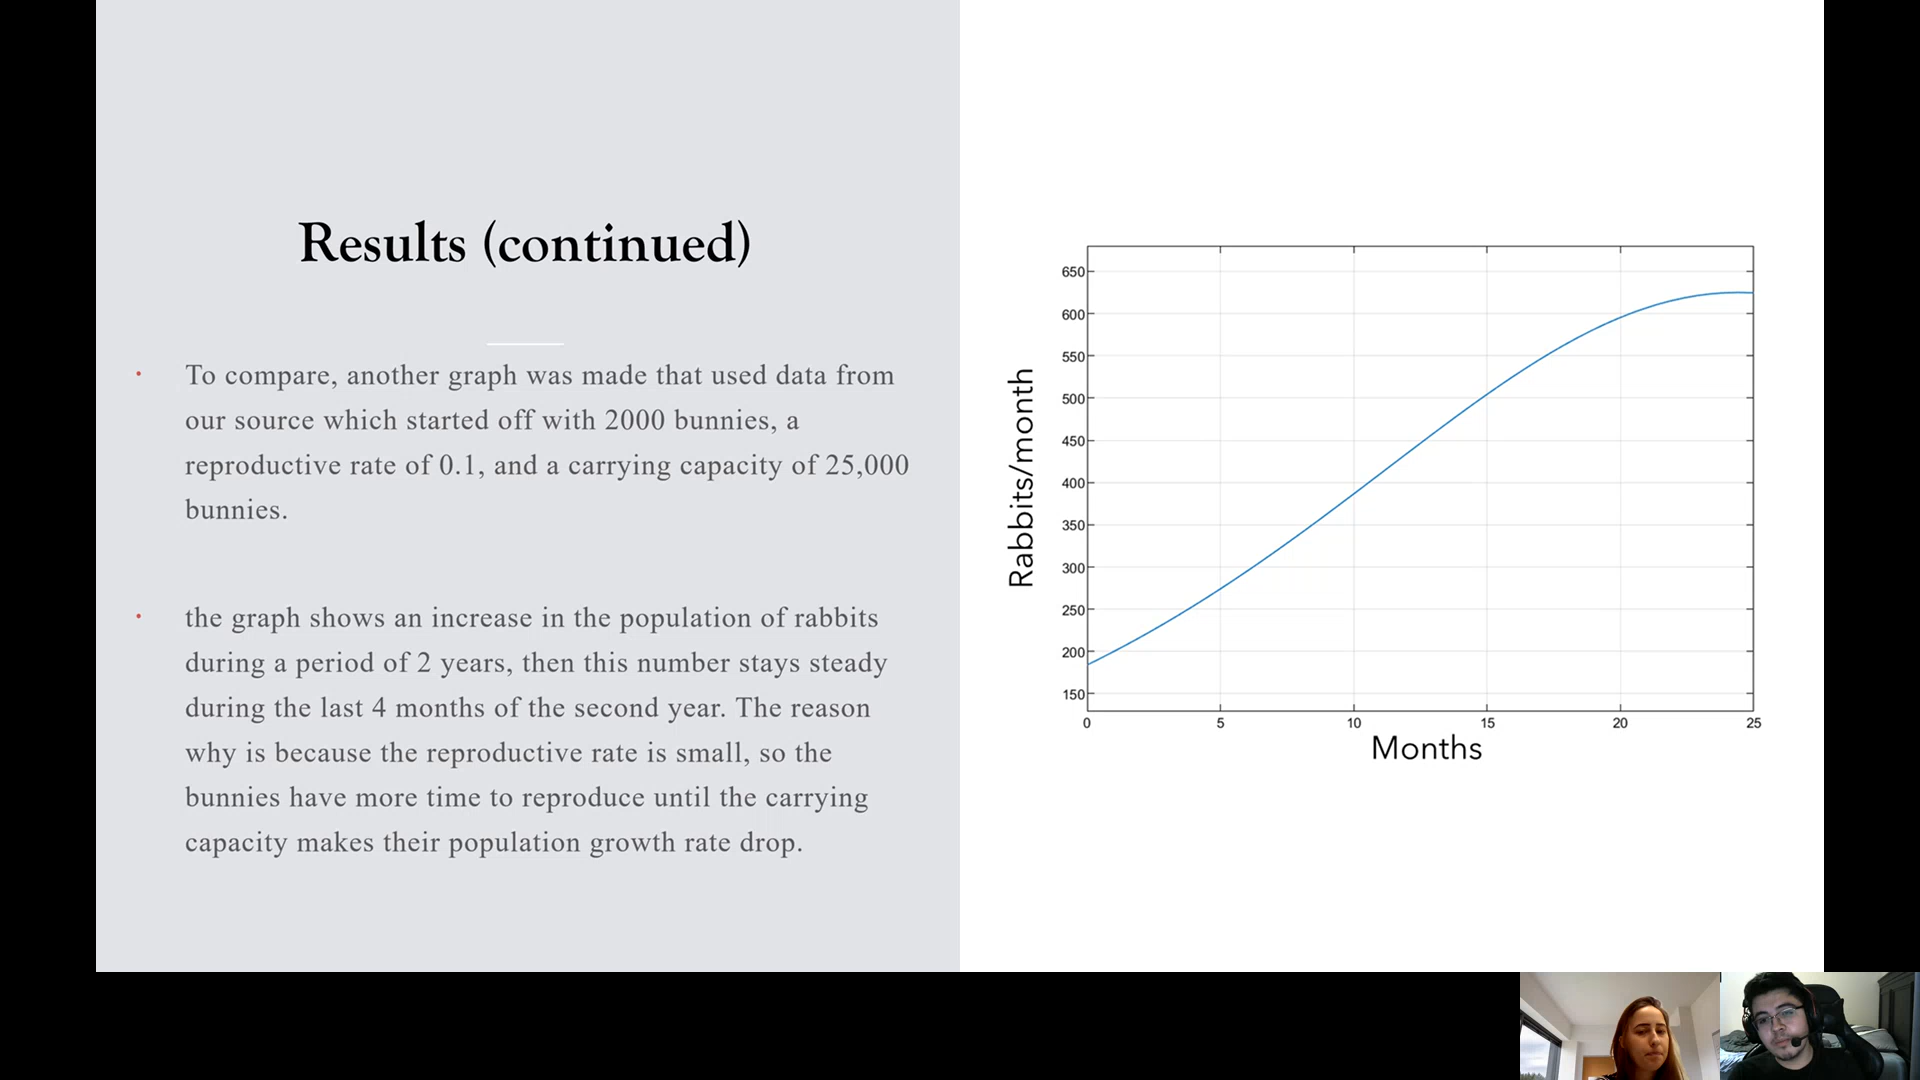 Results (continued)
• To compare, another graph was made that used data from
our source which started off with 2000 bunnies, a
reproductive rate of 0.1, and a carrying capacity of 25,000
bunnies.
• the graph shows an increase in the population of rabbits
during a period of 2 years, then this number stays steady
during the last 4 months of the second year. The reason
why is because the reproductive rate is small, so the
bunnies have more time to reproduce until the carrying
capacity makes their population growth rate drop.
Rabbits/month
650
600
550
500
450
400
350
300
250
200
150
0 5 10 15 20 25
Months